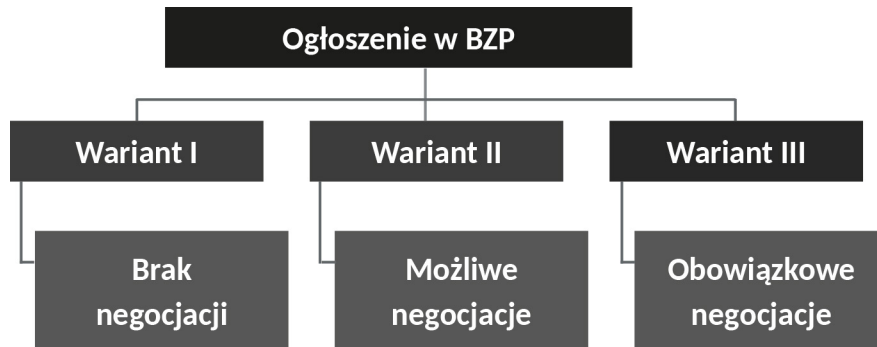 Ogłoszenie w BZP
Wariant I
Wariant II
Wariant III
Brak
negocjacji
Możliwe
negocjacje
Obowiązkowe
negocjacje